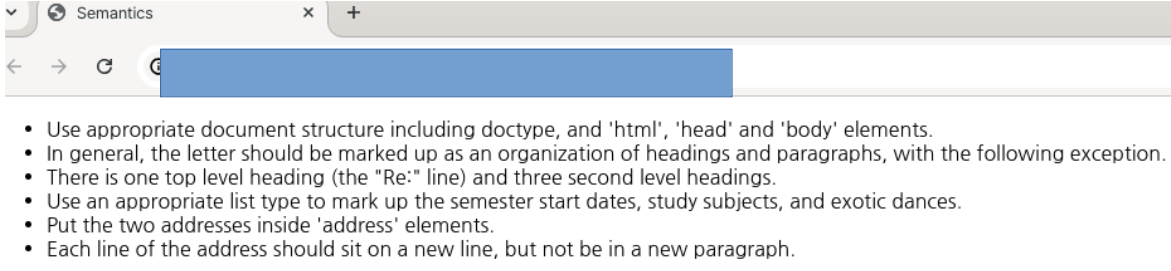 Semantics
• Use appropriate document structure including doctype, and 'html', 'head' and 'body' elements.
• In general, the letter should be marked up as an organization of headings and paragraphs, with the following exception.
• There is one top level heading (the "Re:" line) and three second level headings.
• Use an appropriate list type to mark up the semester start dates, study subjects, and exotic dances.
• Put the two addresses inside 'address' elements.
• Each line of the address should sit on a new line, but not be in a new paragraph.